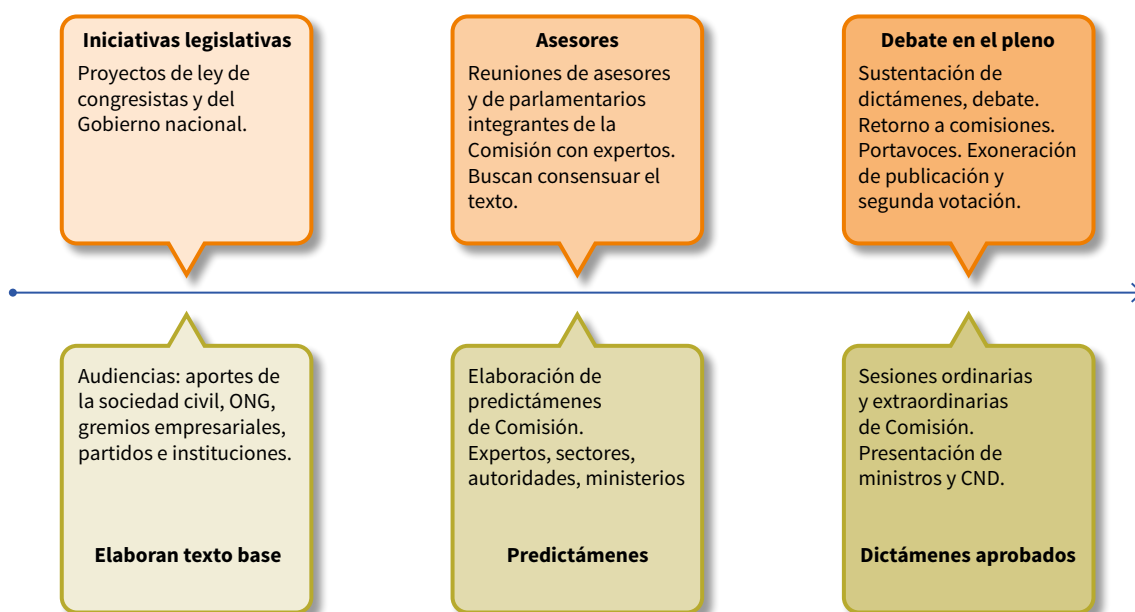 Iniciativas legislativas
Proyectos de ley de
congresistas y del
Gobierno nacional.
Asesores
Reuniones de asesores
y de parlamentarios
integrantes de la
Comisión con expertos.
Buscan consensuar el
texto.
Debate en el pleno
Sustentación de
dictámenes, debate.
Retorno a comisiones.
Portavoces. Exoneración
de publicación y
segunda votación.
Audiencias: aportes de
la sociedad civil, ONG,
gremios empresariales,
partidos e instituciones.
Elaboran texto base
Elaboración de
predictámenes
de Comisión.
Expertos, sectores,
autoridades, ministerios
Predictámenes
Sesiones ordinarias
y extraordinarias
de Comisión.
Presentación de
ministros y CND.
Dictámenes aprobados